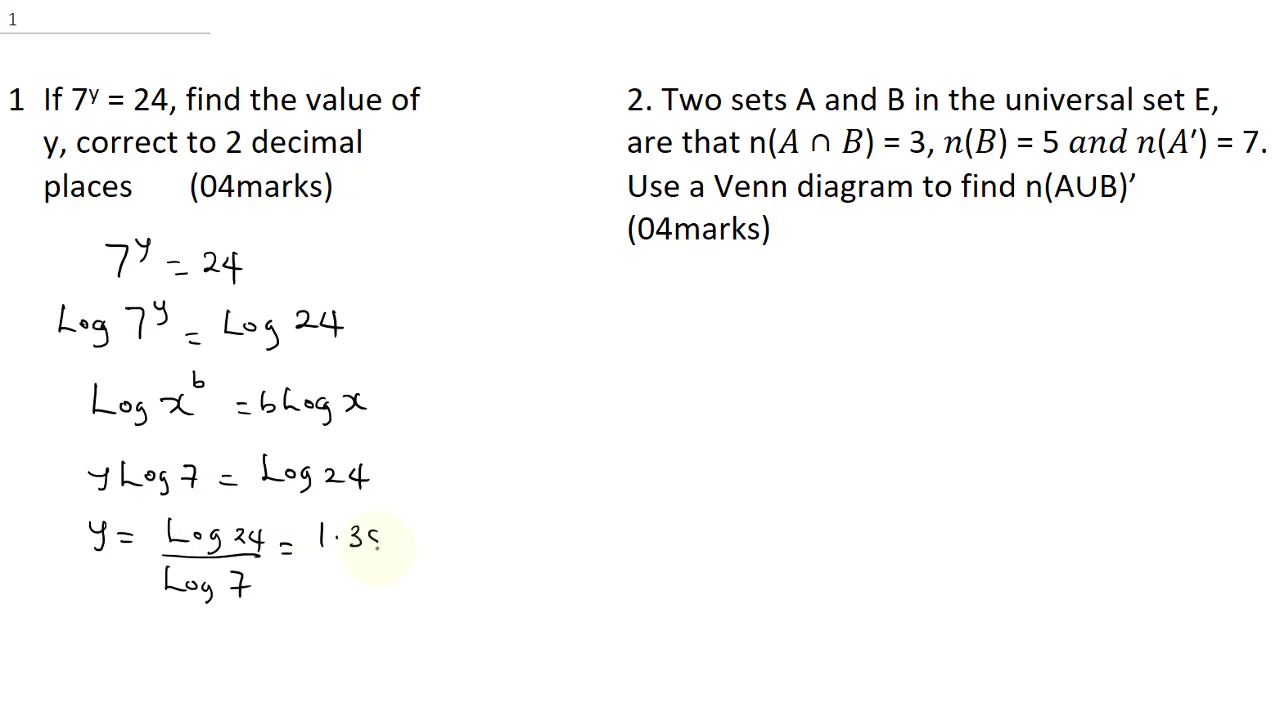 1
1 If 7ʸ = 24, find the value of
y, correct to 2 decimal
places (04marks)
7ʸ = 24
Log 7ʸ = Log 24
Log xᵇ = b Log x
y Log 7 = Log 24
y = Log 24 / Log 7 = 1.3
2. Two sets A and B in the universal set E,
are that n(A ∩ B) = 3, n(B) = 5 and n(A′) = 7.
Use a Venn diagram to find n(A∪B)’
(04marks)